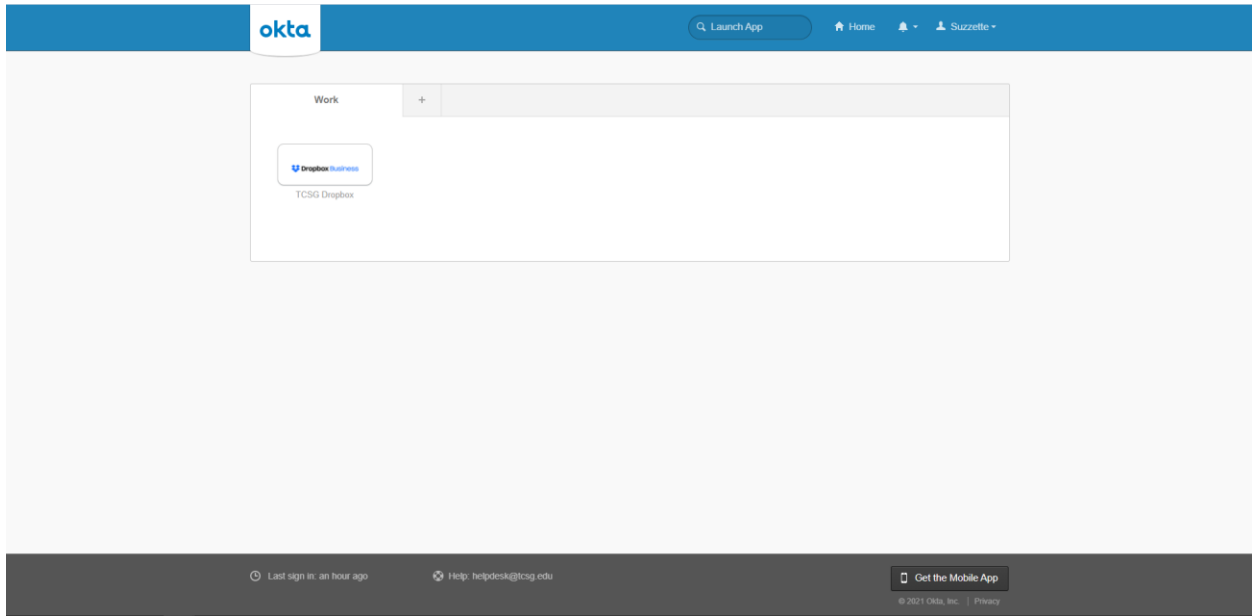 okta
Launch App
Home
Suzzette
Work
+
Dropbox Business
TCSG Dropbox
Last sign in: an hour ago
Help: helpdesk@tcsg.edu
Get the Mobile App
© 2021 Okta, Inc. | Privacy